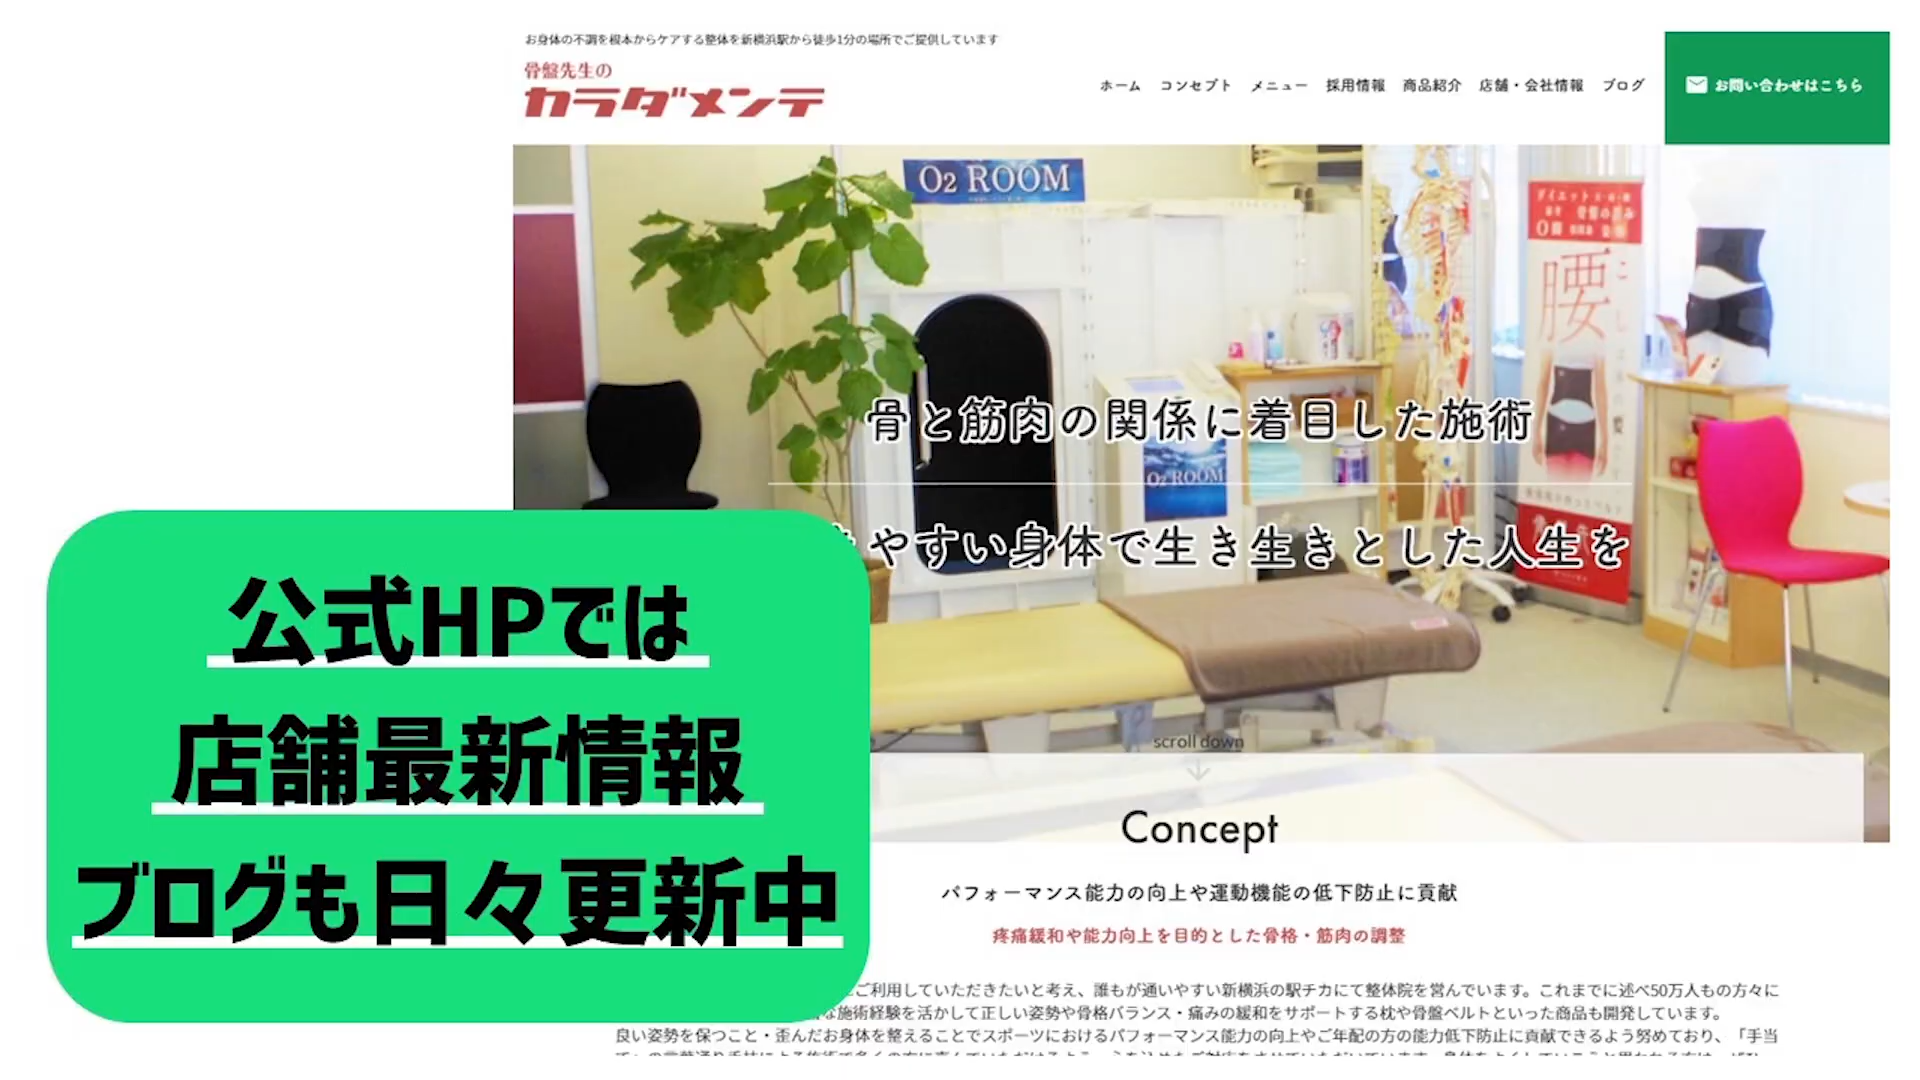 お身体の不調を根本からケアする整体を新横浜駅から徒歩1分の場所でご提供しています
骨盤先生の
カラダメンテ
ホーム コンセプト メニュー 採用情報 商品紹介 店舗・会社情報 ブログ
お問い合わせはこちら
O2 ROOM
ダイエット
腰
骨と筋肉の関係に着目した施術
O2 ROOM
やすい身体で生き生きとした人生を
公式HPでは
店舗最新情報
ブログも日々更新中
scroll down
Concept
パフォーマンス能力の向上や運動機能の低下防止に貢献
疼痛緩和や能力向上を目的とした骨格・筋肉の調整
ご利用していただきたいと考え、誰もが通いやすい新横浜の駅チカにて整体院を営んでいます。これまでに述べ50万人もの方々に
な施術経験を活かして正しい姿勢や骨格バランス・痛みの緩和をサポートする枕や骨盤ベルトといった商品も開発しています。
良い姿勢を保つこと・歪んだお身体を整えることでスポーツにおけるパフォーマンス能力の向上やご年配の方の能力低下防止に貢献できるよう努めており、「手当